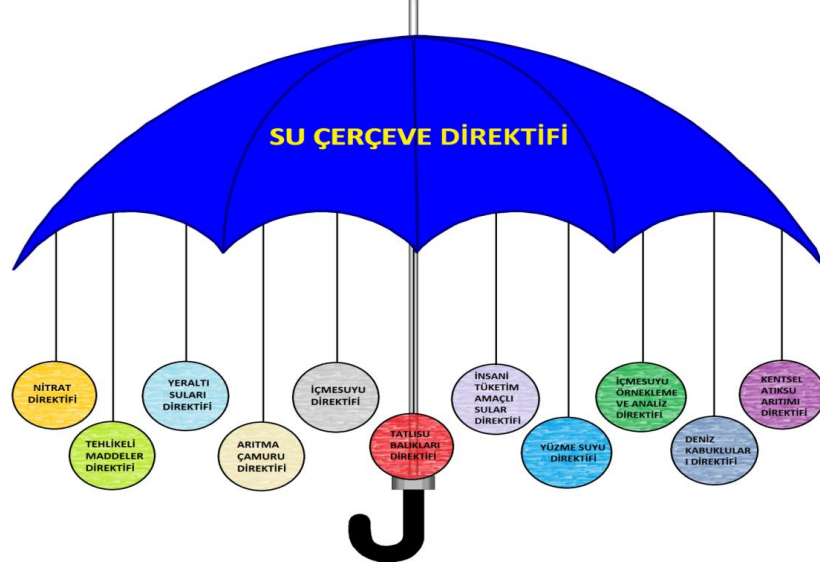 SU ÇERÇEVE DİREKTİFİ
NİTRAT
DİREKTİFİ
TEHLİKELİ
MADDELER
DİREKTİFİ
YERALTI
SULARI
DİREKTİFİ
ARITMA
ÇAMURU
DİREKTİFİ
İÇMESUYU
DİREKTİFİ
TATLISU
BALIKLARI
DİREKTİFİ
İNSANİ
TÜKETİM
AMAÇLI
SULAR
DİREKTİFİ
YÜZME SUYU
DİREKTİFİ
İÇMESUYU
ÖRNEKLEME
VE ANALİZ
DİREKTİFİ
DENİZ
KABUKLULAR
I DİREKTİFİ
KENTSEL
ATIKSU
ARITIMI
DİREKTİFİ